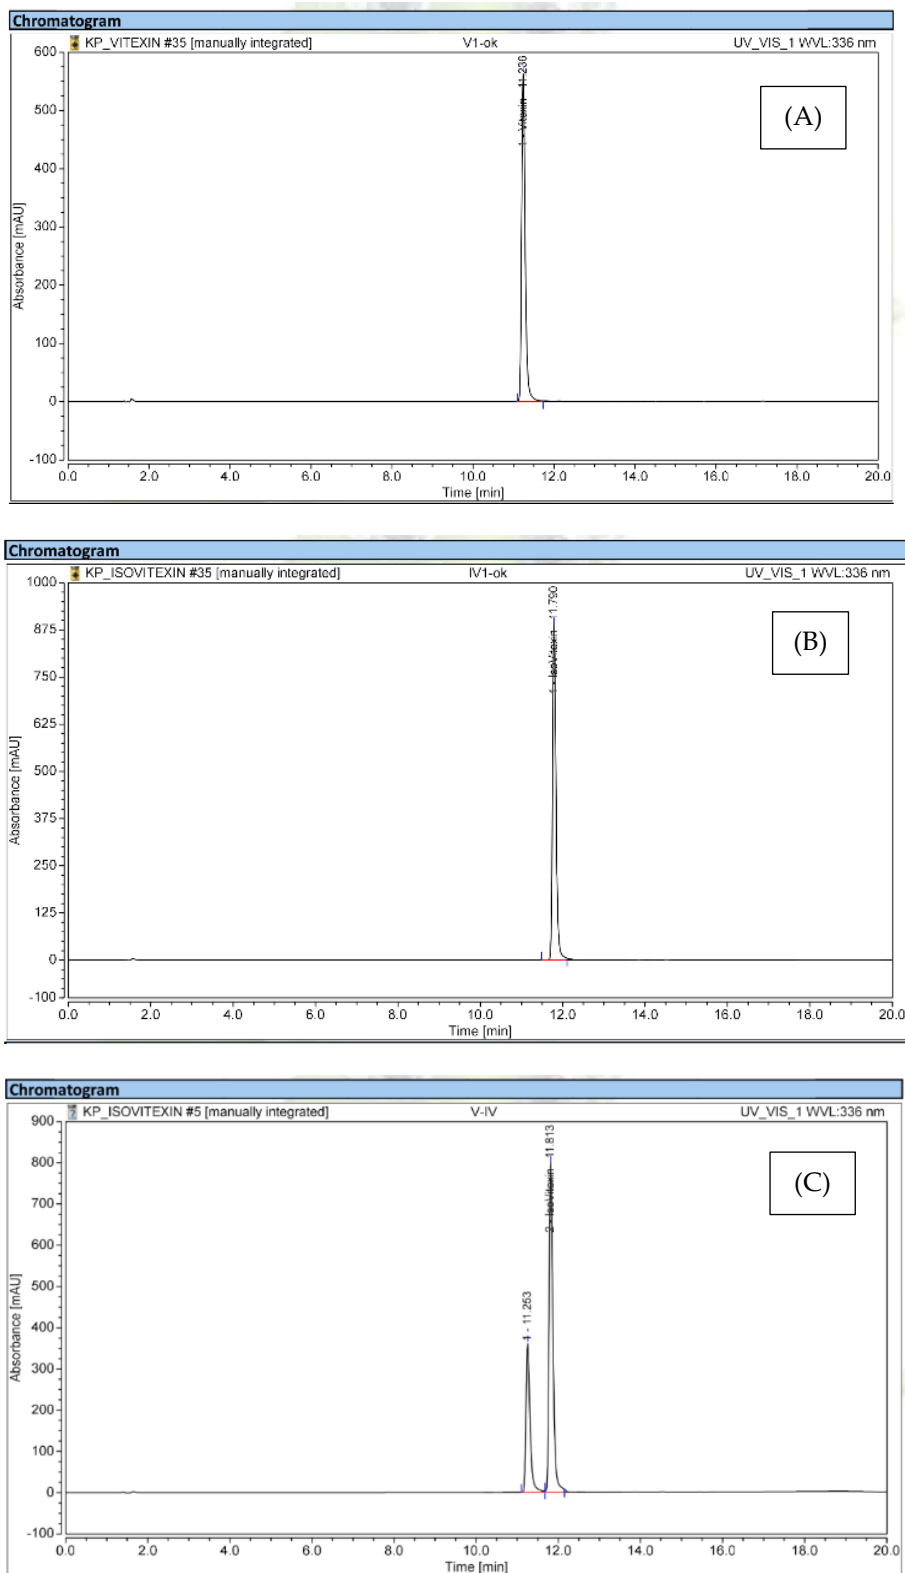 Chromatogram
KP_VITEXIN #35 [manually integrated] V1-ok UV_VIS_1 WVL:336 nm
1 - Vitexin - 11.236
(A)
Absorbance [mAU]
600
500
400
300
200
100
0
-100
0.0 2.0 4.0 6.0 8.0 10.0 12.0 14.0 16.0 18.0 20.0
Time [min]
Chromatogram
KP_ISOVITEXIN #35 [manually integrated] IV1-ok UV_VIS_1 WVL:336 nm
1 - IsoVitexin - 11.790
(B)
Absorbance [mAU]
1000
875
750
625
500
375
250
125
0
-100
0.0 2.0 4.0 6.0 8.0 10.0 12.0 14.0 16.0 18.0 20.0
Time [min]
Chromatogram
KP_ISOVITEXIN #5 [manually integrated] V-IV UV_VIS_1 WVL:336 nm
1 - 11.253
2 - IsoVitexin - 11.813
(C)
Absorbance [mAU]
900
800
700
600
500
400
300
200
100
0
-100
0.0 2.0 4.0 6.0 8.0 10.0 12.0 14.0 16.0 18.0 20.0
Time [min]